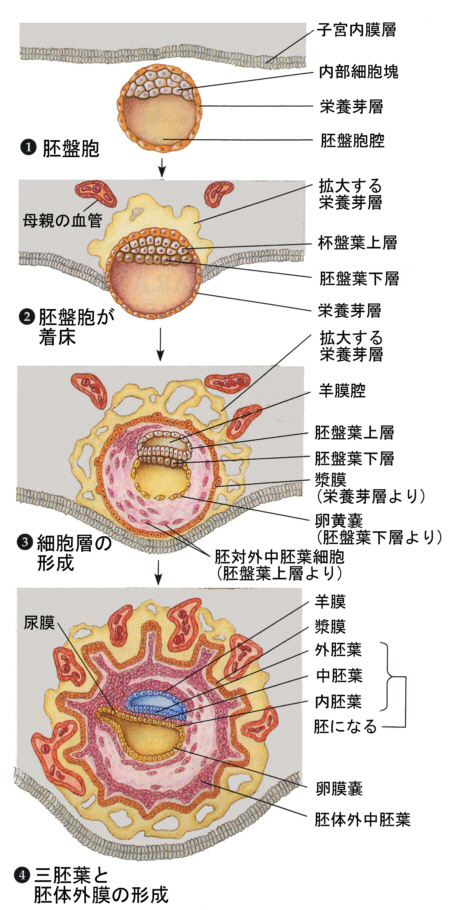 子宮内膜層
内部細胞塊
栄養芽層
胚盤胞腔
❶ 胚盤胞
母親の血管
拡大する
栄養芽層
杯盤葉上層
胚盤葉下層
栄養芽層
❷ 胚盤胞が
着床
拡大する
栄養芽層
羊膜腔
胚盤葉上層
胚盤葉下層
漿膜
(栄養芽層より)
卵黄嚢
(胚盤葉下層より)
胚対外中胚葉細胞
(胚盤葉上層より)
❸ 細胞層の
形成
尿膜
羊膜
漿膜
外胚葉
中胚葉
内胚葉
胚になる
卵膜嚢
胚体外中胚葉
❹ 三胚葉と
胚体外膜の形成